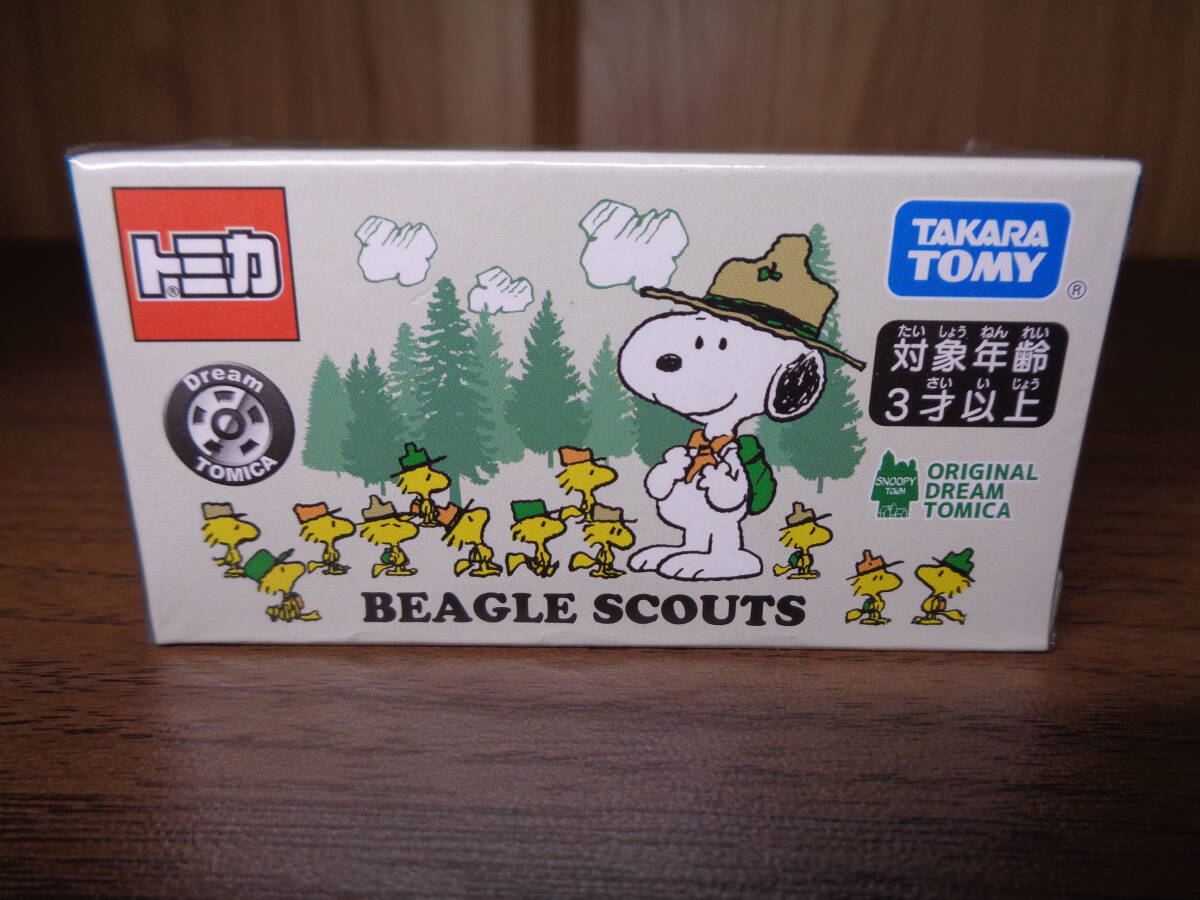 トミカ
®
Dream
TOMICA
TAKARA
TOMY
®
たいしょうねんれい
対象年齢
さいいじょう
3才以上
SNOOPY
TOWN
ORIGINAL
DREAM
TOMICA
BEAGLE SCOUTS